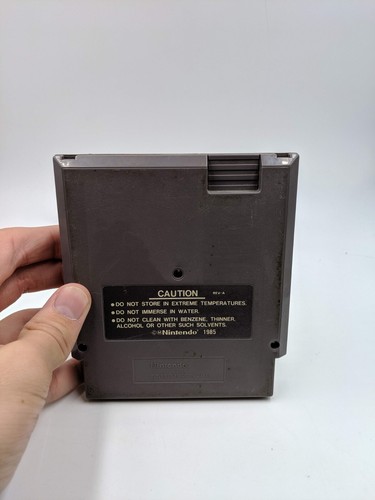 CAUTION REV-A
● DO NOT STORE IN EXTREME TEMPERATURES.
● DO NOT IMMERSE IN WATER.
● DO NOT CLEAN WITH BENZENE, THINNER,
ALCOHOL OR OTHER SUCH SOLVENTS.
©™Nintendo® 1985